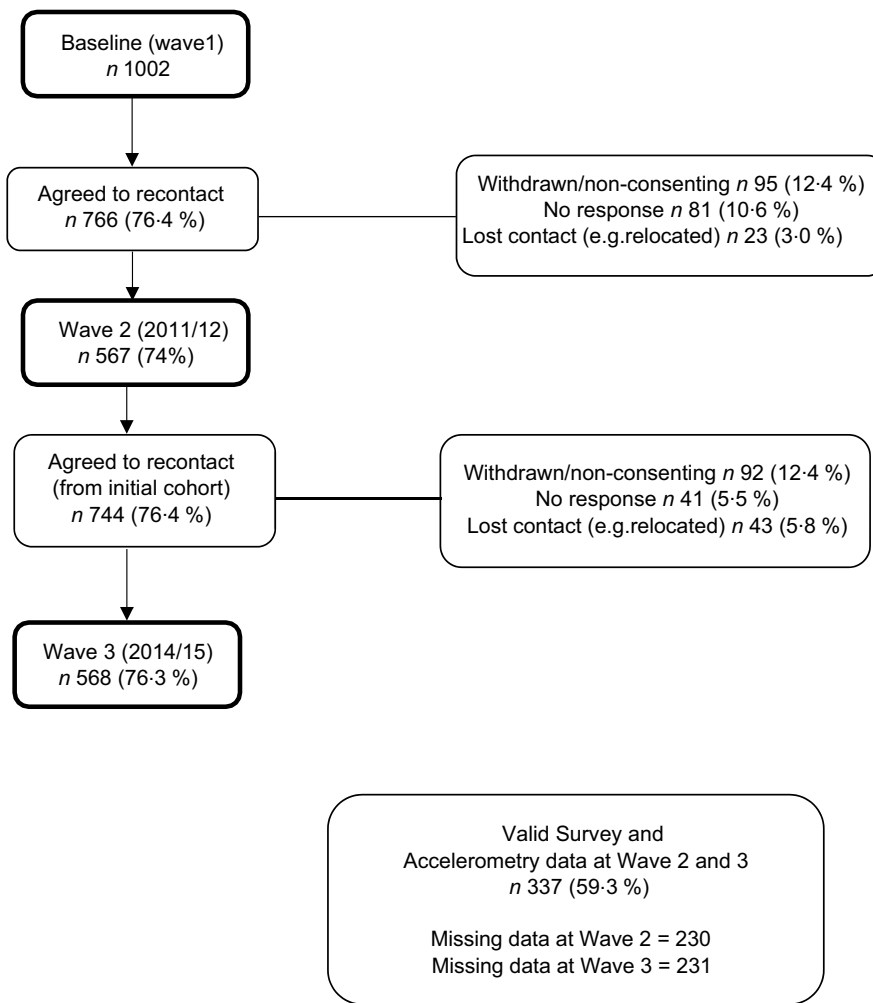 Baseline (wave1)
n 1002
Agreed to recontact
n 766 (76·4 %)
Withdrawn/non-consenting n 95 (12·4 %)
No response n 81 (10·6 %)
Lost contact (e.g.relocated) n 23 (3·0 %)
Wave 2 (2011/12)
n 567 (74%)
Agreed to recontact
(from initial cohort)
n 744 (76·4 %)
Withdrawn/non-consenting n 92 (12·4 %)
No response n 41 (5·5 %)
Lost contact (e.g.relocated) n 43 (5·8 %)
Wave 3 (2014/15)
n 568 (76·3 %)
Valid Survey and
Accelerometry data at Wave 2 and 3
n 337 (59·3 %)
Missing data at Wave 2 = 230
Missing data at Wave 3 = 231